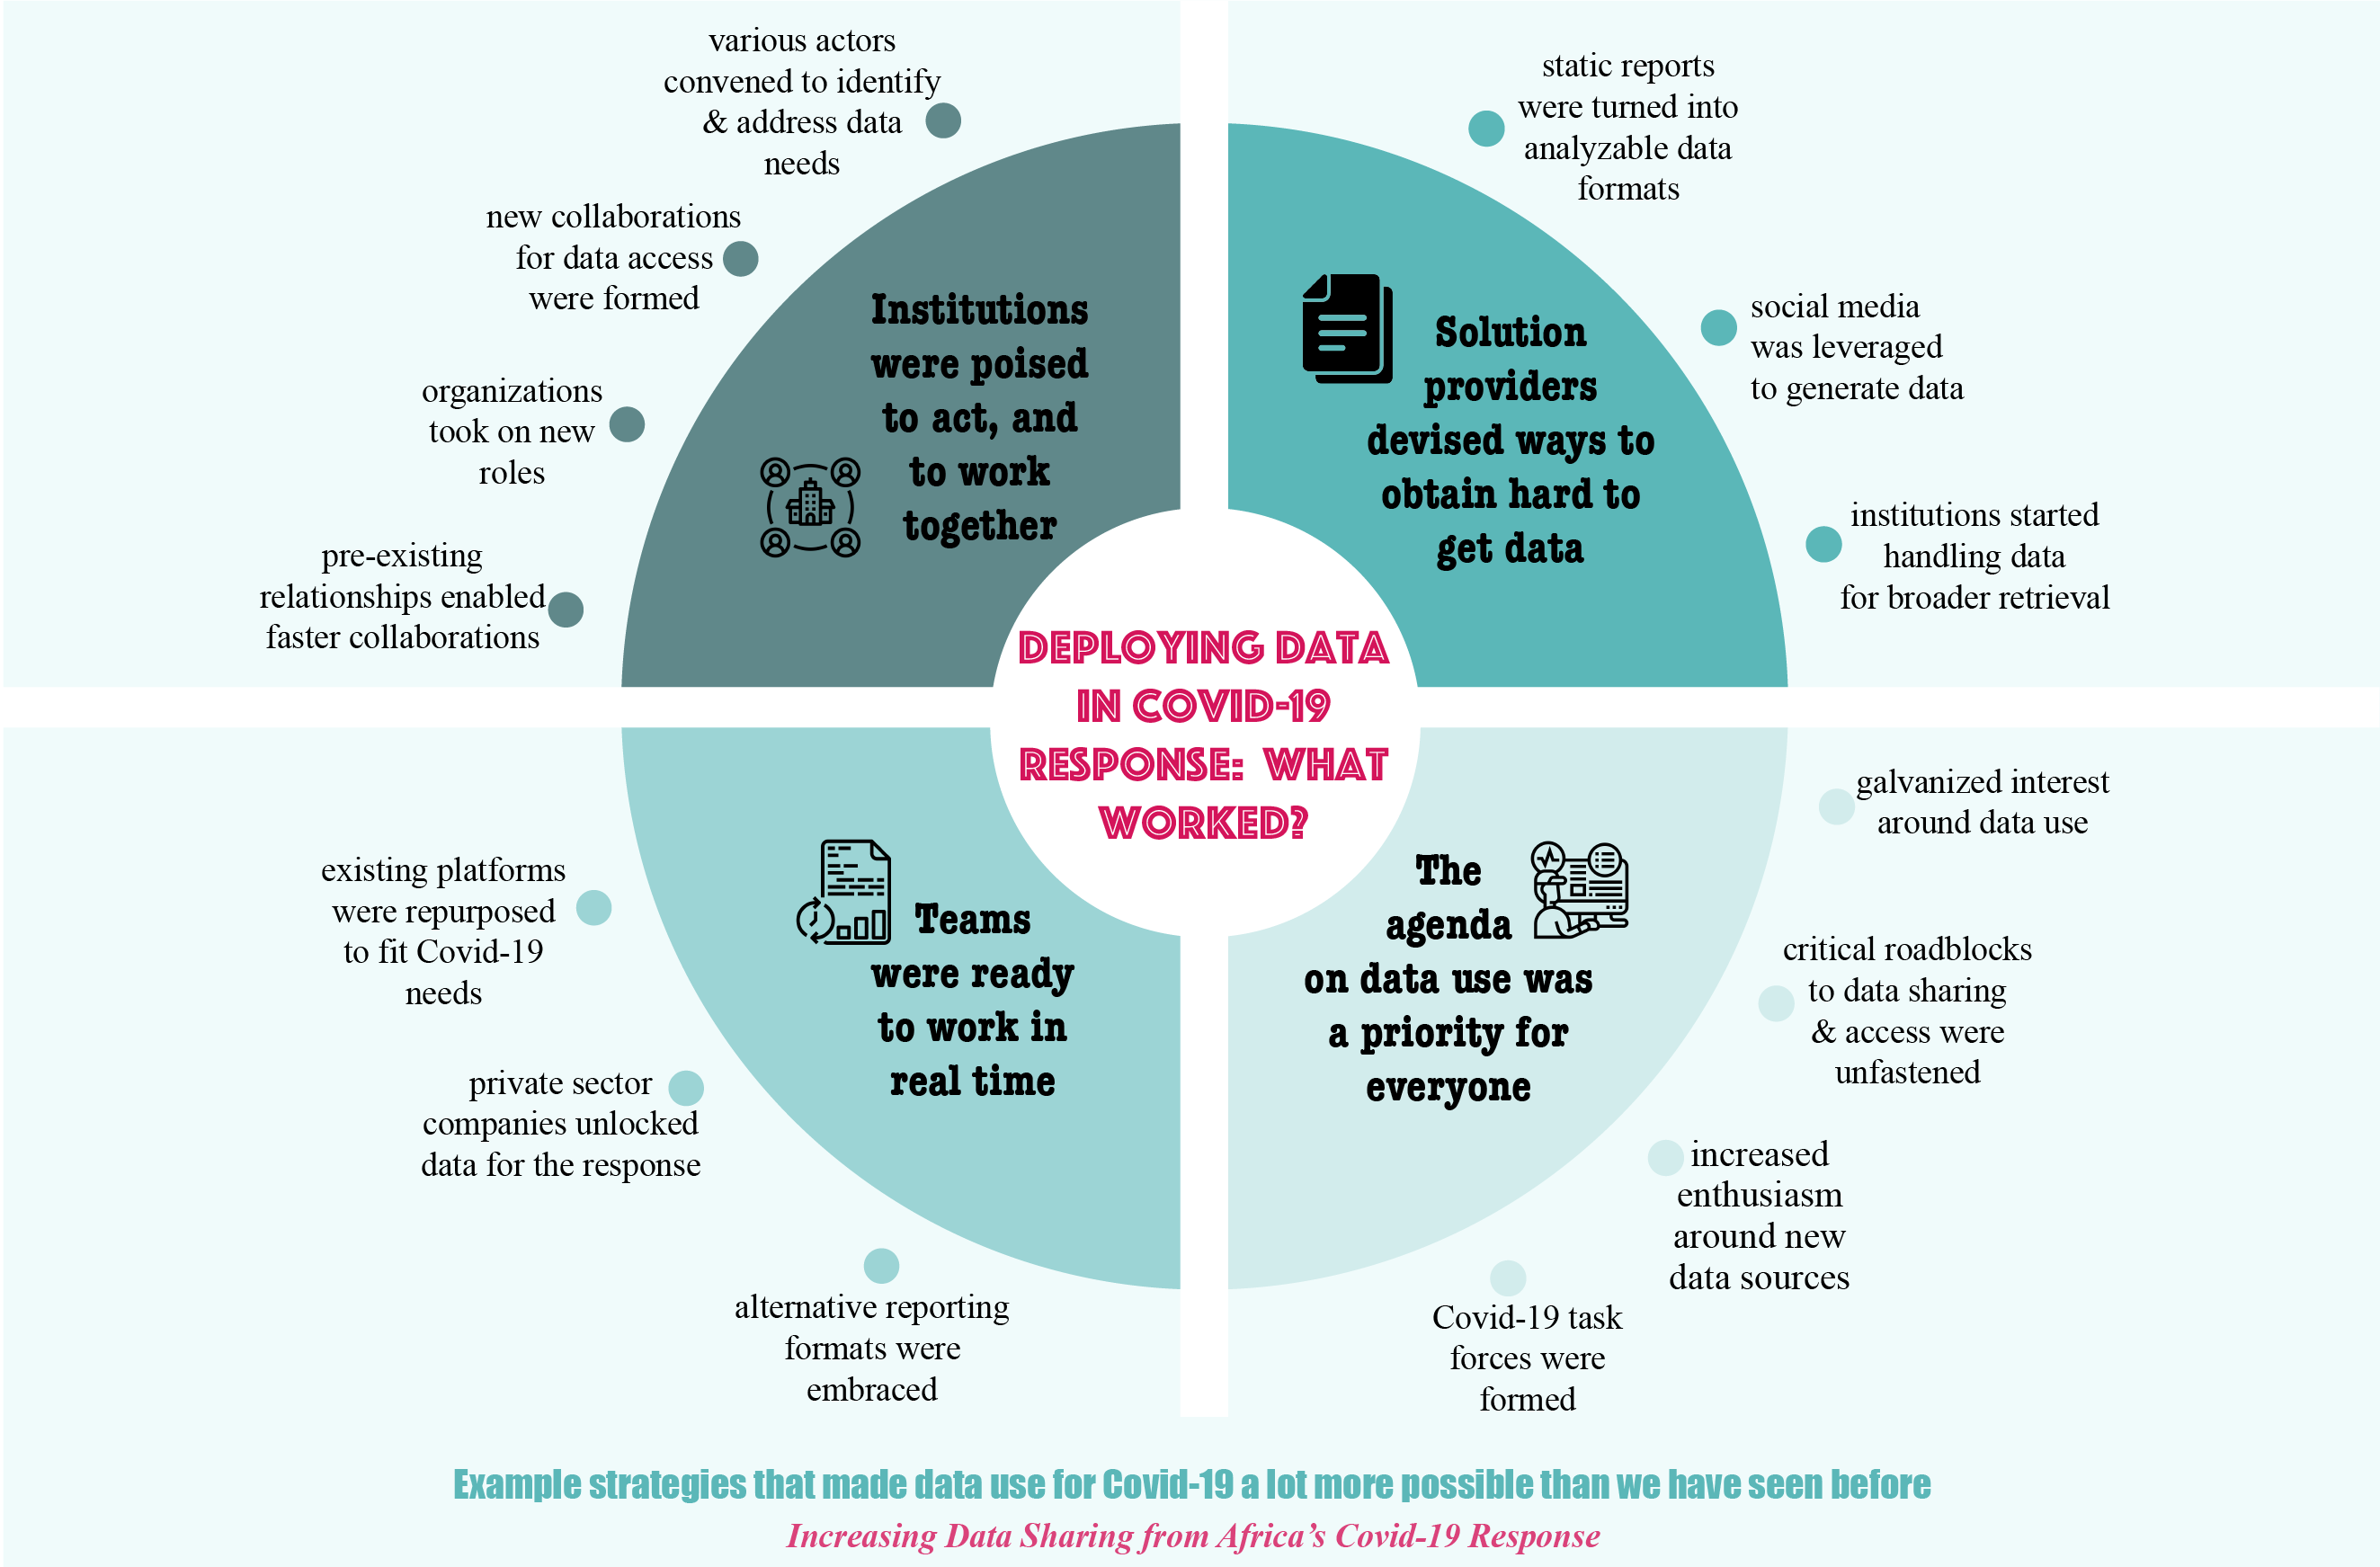 various actors
convened to identify
& address data
needs
new collaborations
for data access
were formed
organizations
took on new
roles
pre-existing
relationships enabled
faster collaborations
Institutions
were poised
to act, and
to work
together
static reports
were turned into
analyzable data
formats
social media
was leveraged
to generate data
institutions started
handling data
for broader retrieval
Solution
providers
devised ways to
obtain hard to
get data
DEPLOYING DATA
IN COVID-19
RESPONSE: WHAT
WORKED?
existing platforms
were repurposed
to fit Covid-19
needs
private sector
companies unlocked
data for the response
alternative reporting
formats were
embraced
Teams
were ready
to work in
real time
The
agenda
on data use was
a priority for
everyone
galvanized interest
around data use
critical roadblocks
to data sharing
& access were
unfastened
increased
enthusiasm
around new
data sources
Covid-19 task
forces were
formed
Example strategies that made data use for Covid-19 a lot more possible than we have seen before
Increasing Data Sharing from Africa’s Covid-19 Response